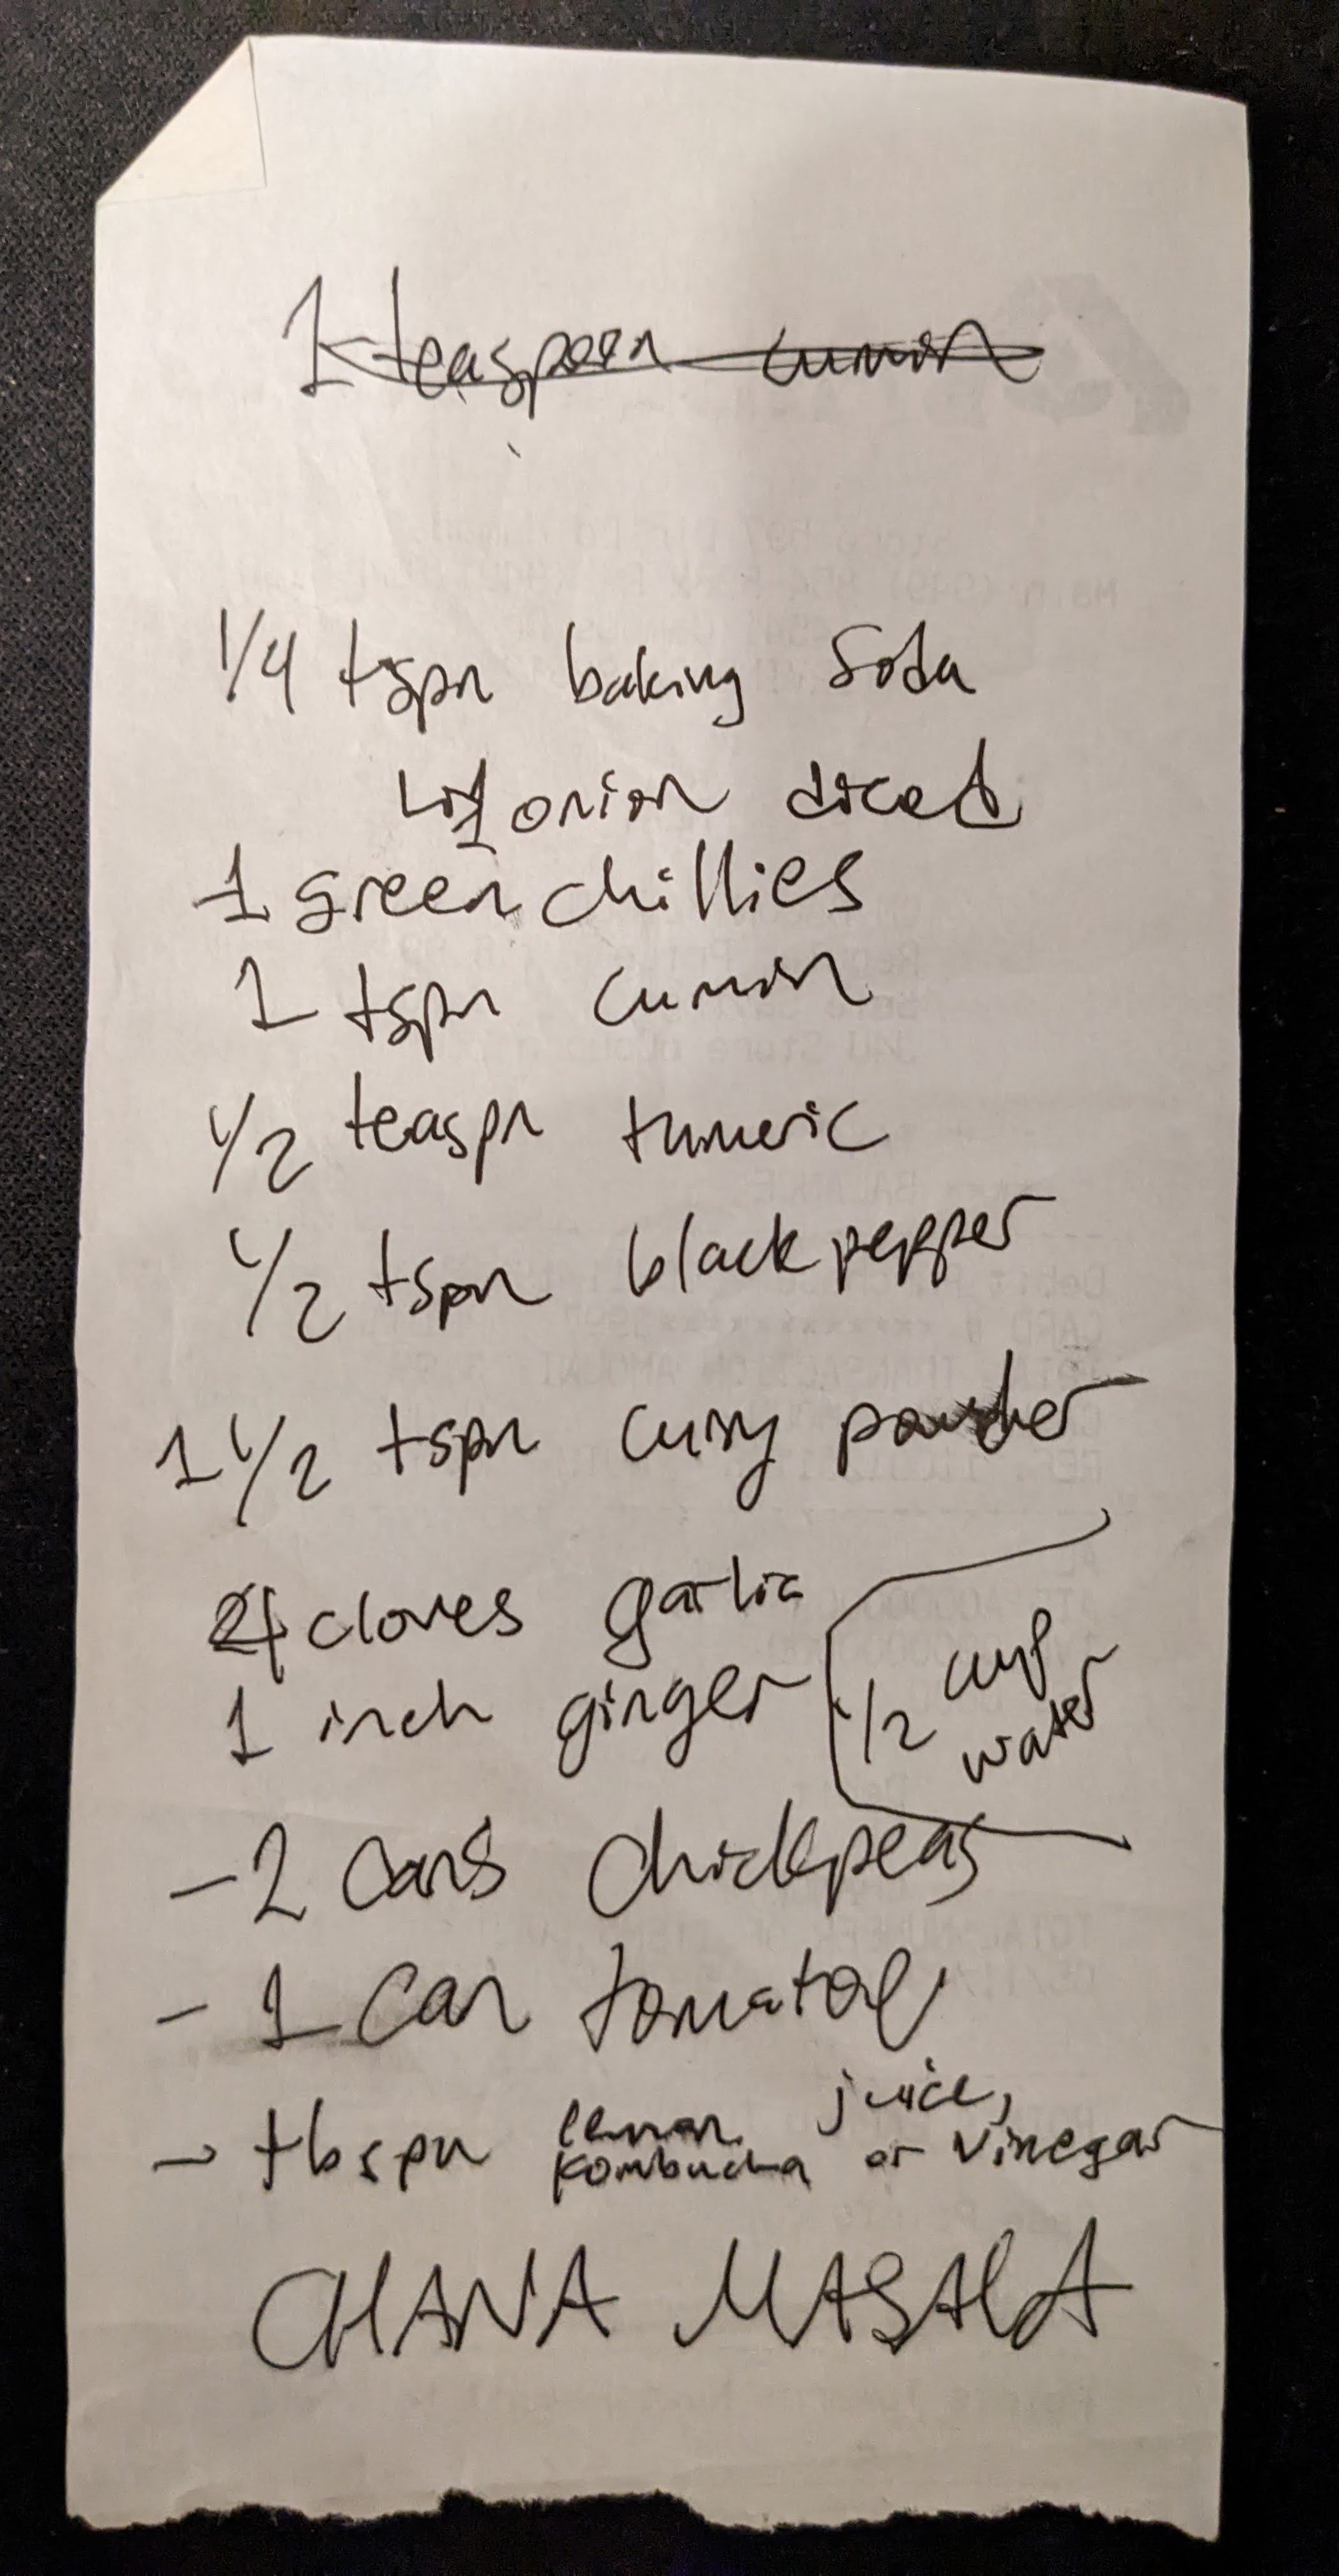 1 teaspoon cumin
1/4 tspn baking soda
1 onion diced
1 green chillies
1 tspn cumin
1/2 teaspn tumeric
1/2 tspn black pepper
1 1/2 tspn curry powder
4 cloves garlic
1 inch ginger
1/2 cup
water
- 2 cans chickpeas
- 1 can tomatoe
- tbspn lemon juice,
kombucha or vinegar
CHANA MASALA